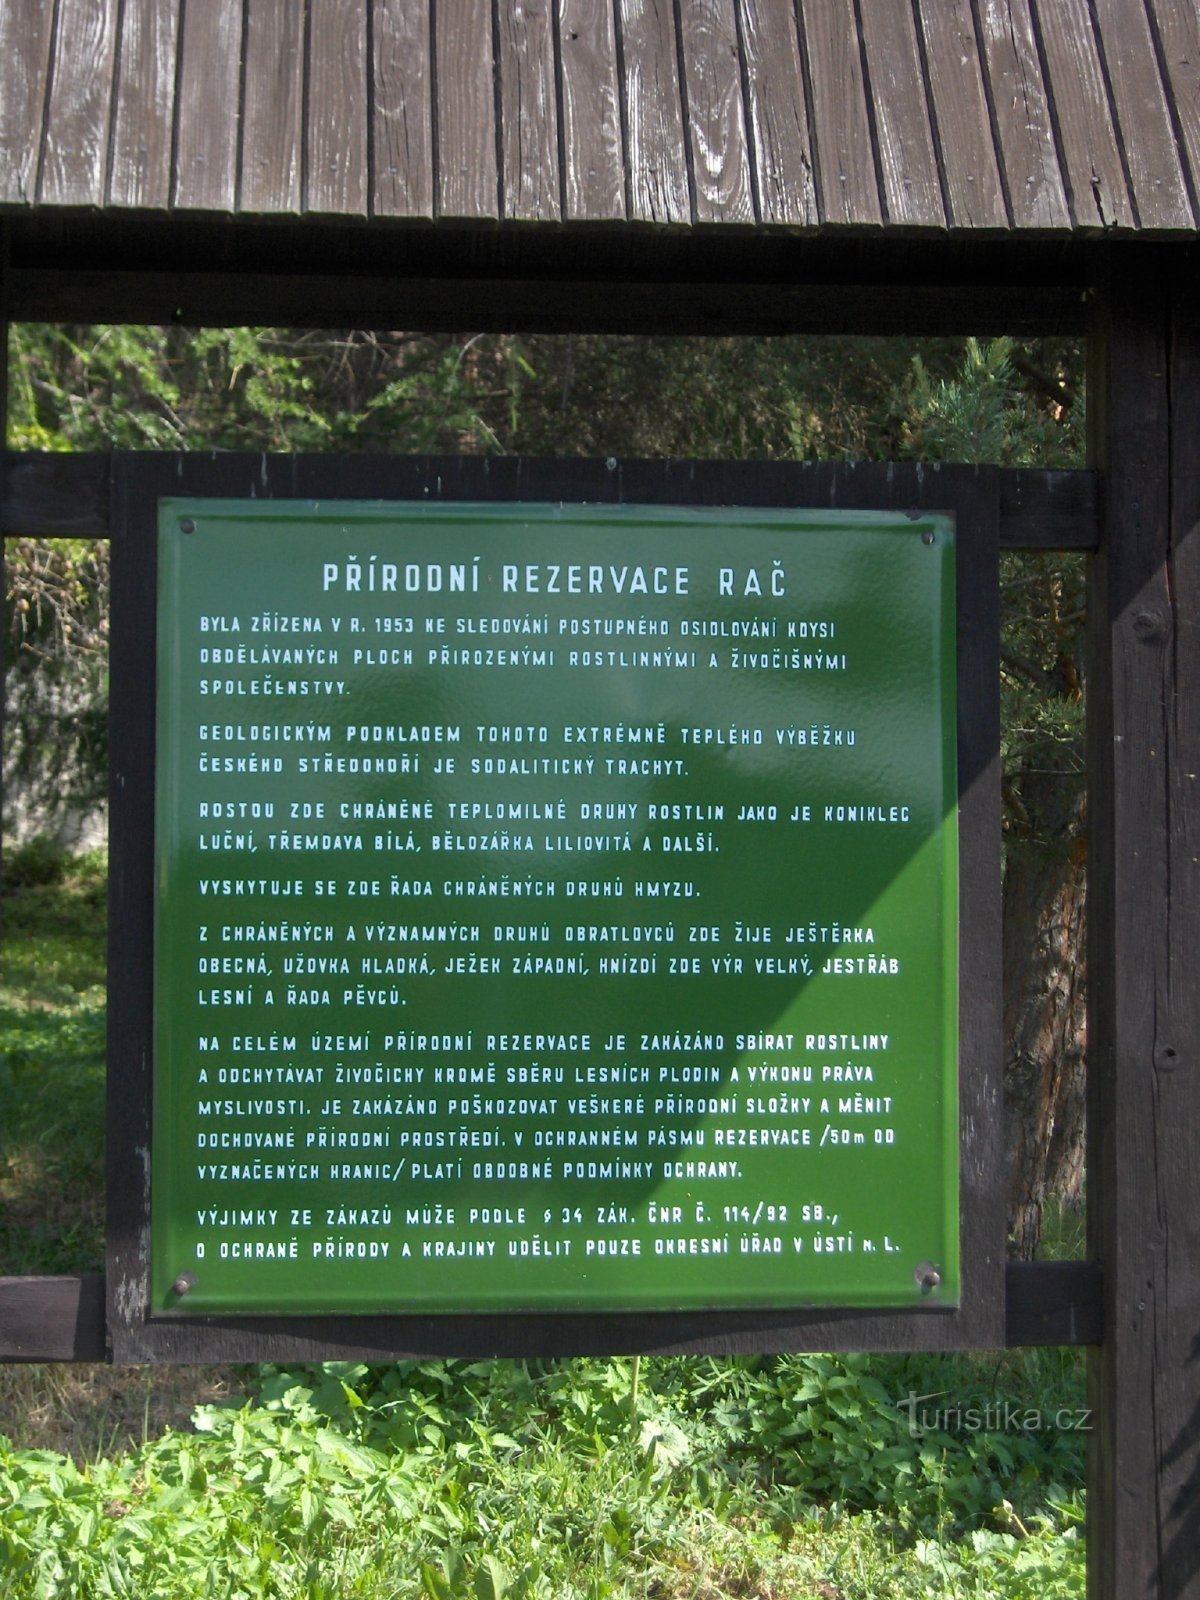 PŘÍRODNÍ REZERVACE RAČ
BYLA ZŘÍZENA V R. 1953 KE SLEDOVÁNÍ POSTUPNÉHO OSIDLOVÁNÍ KDYSI
OBDĚLÁVANÝCH PLOCH PŘIROZENÝMI ROSTLINNÝMI A ŽIVOČIŠNÝMI
SPOLEČENSTVY.
GEOLOGICKÝM PODKLADEM TOHOTO EXTRÉMNĚ TEPLÉHO VÝBĚŽKU
ČESKÉHO STŘEDOHOŘÍ JE SODALITICKÝ TRACHYT.
ROSTOU ZDE CHRÁNĚNÉ TEPLOMILNÉ DRUHY ROSTLIN JAKO JE KONIKLEC
LUČNÍ, TŘEMDAVA BÍLÁ, BĚLOZÁŘKA LILIOVITÁ A DALŠÍ.
VYSKYTUJE SE ZDE ŘADA CHRÁNĚNÝCH DRUHŮ HMYZU.
Z CHRÁNĚNÝCH A VÝZNAMNÝCH DRUHŮ OBRATLOVCŮ ZDE ŽIJE JEŠTĚRKA
OBECNÁ, UŽOVKA HLADKÁ, JEŽEK ZÁPADNÍ, HNÍZDÍ ZDE VÝR VELKÝ, JESTŘÁB
LESNÍ A ŘADA PĚVCŮ.
NA CELÉM ÚZEMÍ PŘÍRODNÍ REZERVACE JE ZAKÁZÁNO SBÍRAT ROSTLINY
A ODCHYTÁVAT ŽIVOČICHY KROMĚ SBĚRU LESNÍCH PLODIN A VÝKONU PRÁVA
MYSLIVOSTI. JE ZAKÁZÁNO POŠKOZOVAT VEŠKERÉ PŘÍRODNÍ SLOŽKY A MĚNIT
DOCHOVANÉ PŘÍRODNÍ PROSTŘEDÍ. V OCHRANNÉM PÁSMU REZERVACE /50m OD
VYZNAČENÝCH HRANIC/ PLATÍ OBDOBNÉ PODMÍNKY OCHRANY.
VÝJIMKY ZE ZÁKAZŮ MŮŽE PODLE § 34 ZÁK. ČNR Č. 114/92 SB.,
O OCHRANĚ PŘÍRODY A KRAJINY UDĚLIT POUZE OKRESNÍ ÚŘAD V ÚSTÍ N. L.
Turistika.cz